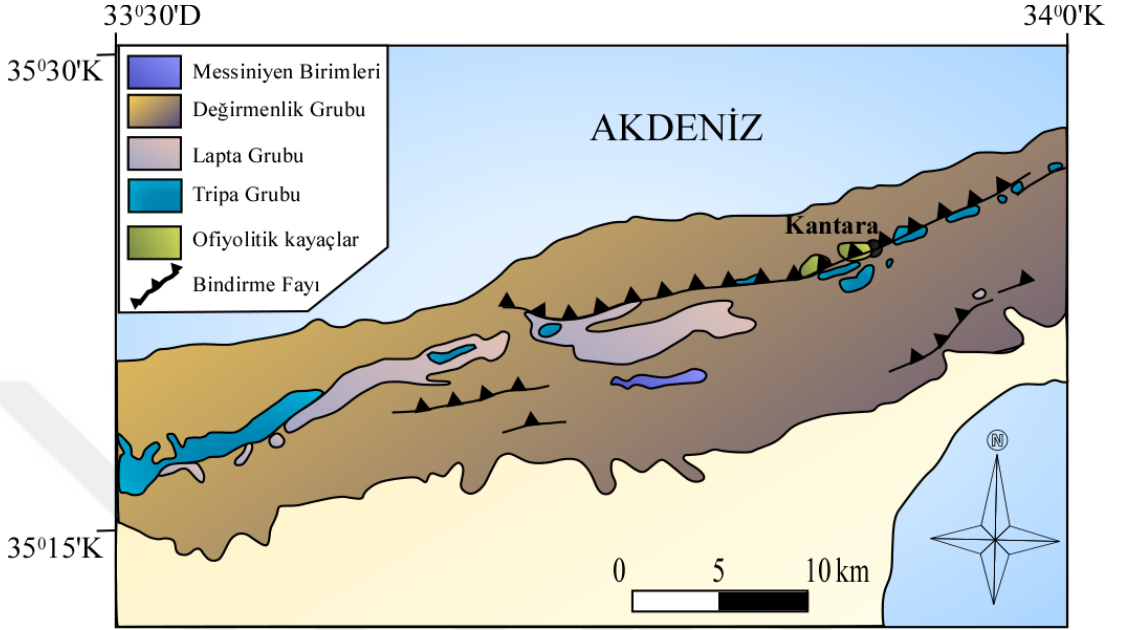 33⁰30'D
34⁰0'K
35⁰30'K
Messiniyen Birimleri
Değirmenlik Grubu
Lapta Grubu
Tripa Grubu
Ofiyolitik kayaçlar
Bindirme Fayı
AKDENİZ
Kantara
N
35⁰15'K
0 5 10 km